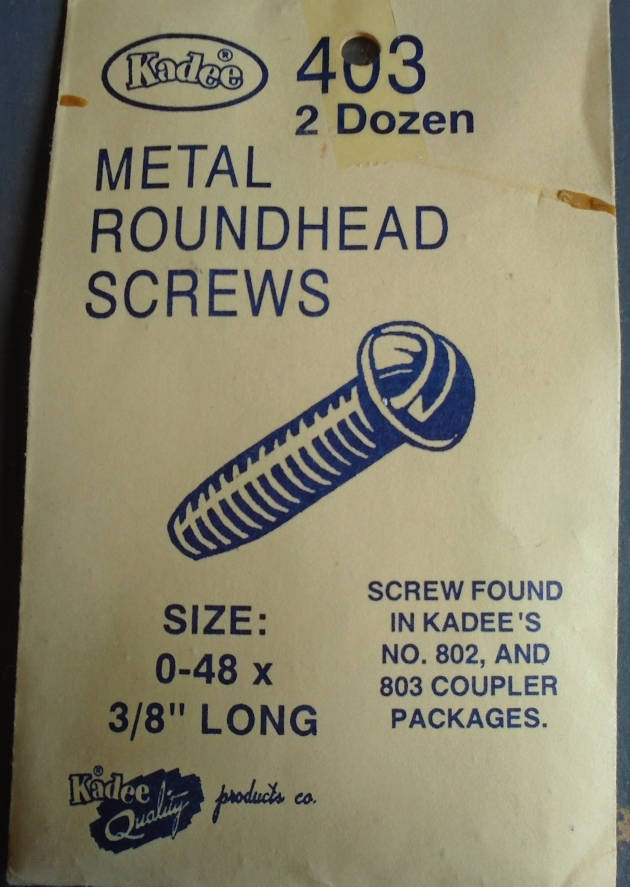 Kadee®
403
2 Dozen
METAL
ROUNDHEAD
SCREWS
SIZE:
0-48 x
3/8" LONG
SCREW FOUND
IN KADEE'S
NO. 802, AND
803 COUPLER
PACKAGES.
Kadee®
Quality products co.